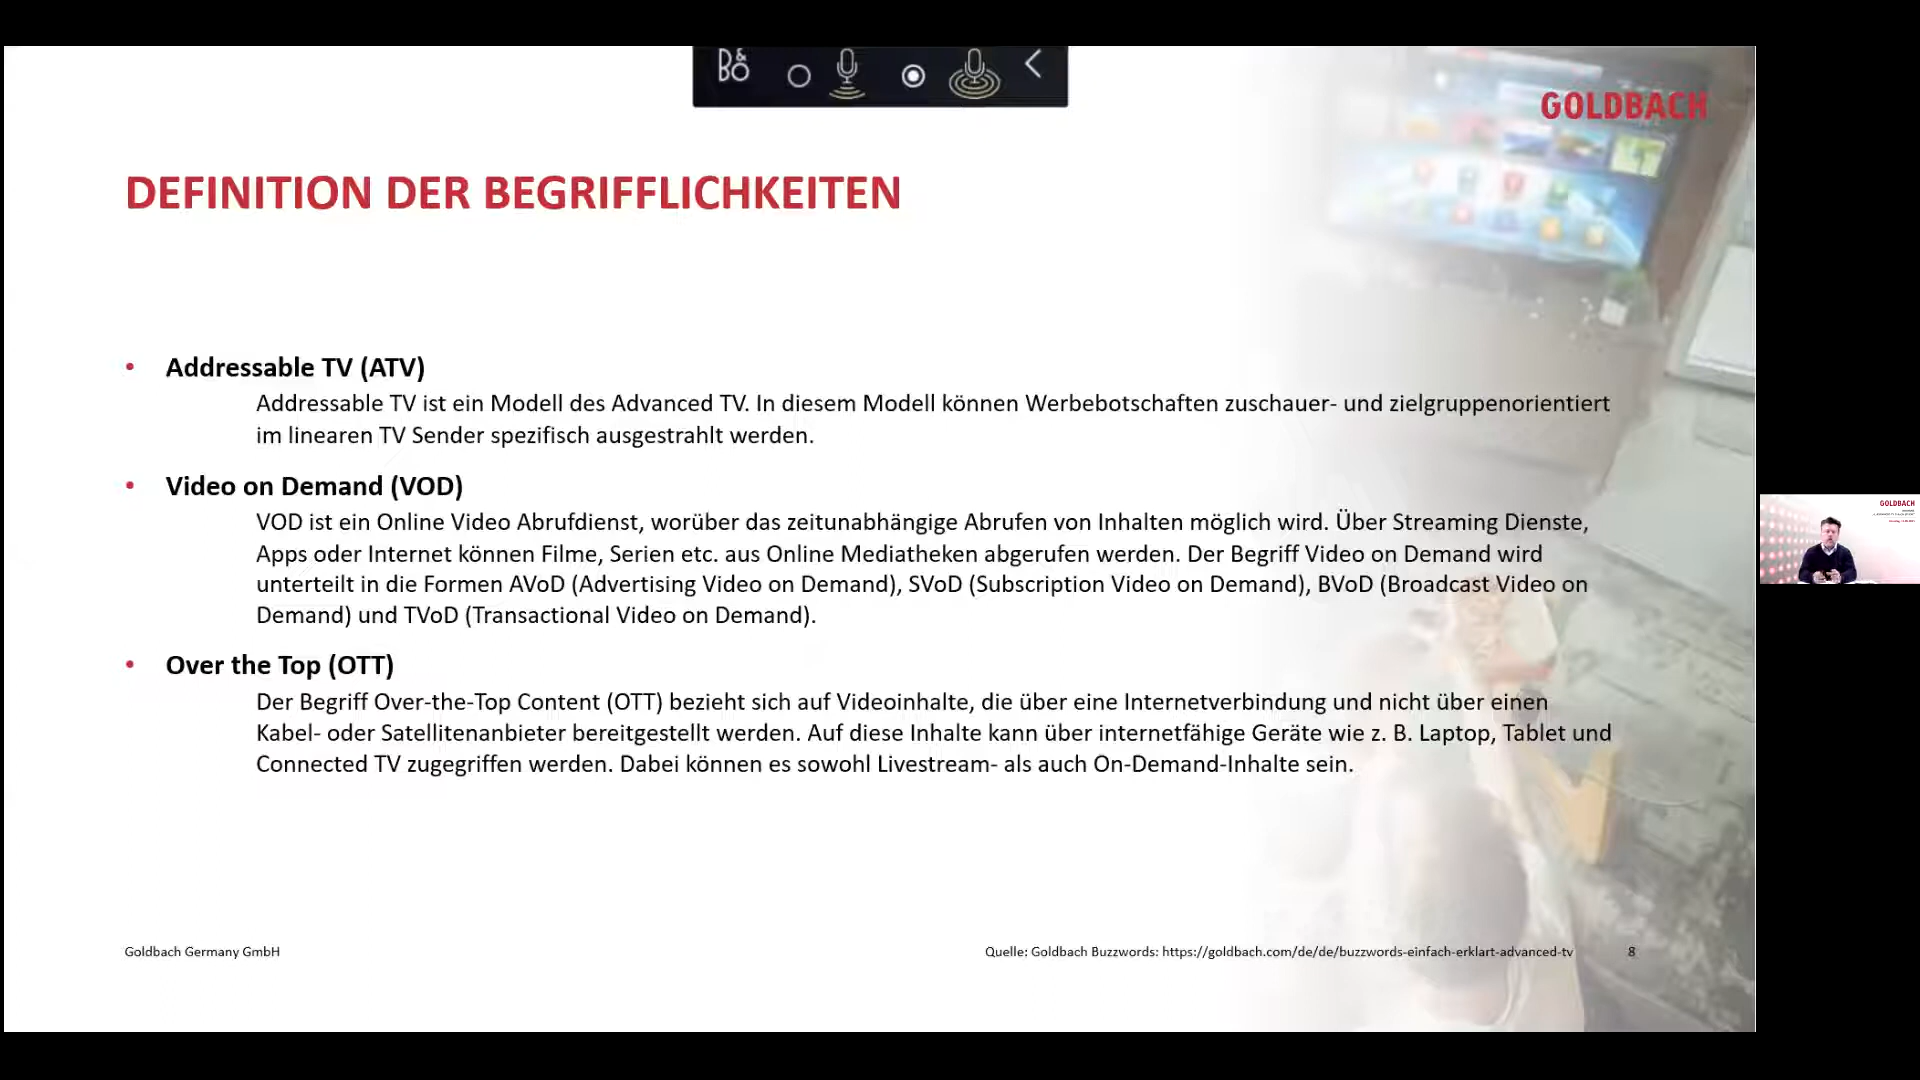 B&O
GOLDBACH
DEFINITION DER BEGRIFFLICHKEITEN
• Addressable TV (ATV)
Addressable TV ist ein Modell des Advanced TV. In diesem Modell können Werbebotschaften zuschauer- und zielgruppenorientiert
im linearen TV Sender spezifisch ausgestrahlt werden.
• Video on Demand (VOD)
VOD ist ein Online Video Abrufdienst, worüber das zeitunabhängige Abrufen von Inhalten möglich wird. Über Streaming Dienste,
Apps oder Internet können Filme, Serien etc. aus Online Mediatheken abgerufen werden. Der Begriff Video on Demand wird
unterteilt in die Formen AVoD (Advertising Video on Demand), SVoD (Subscription Video on Demand), BVoD (Broadcast Video on
Demand) und TVoD (Transactional Video on Demand).
• Over the Top (OTT)
Der Begriff Over-the-Top Content (OTT) bezieht sich auf Videoinhalte, die über eine Internetverbindung und nicht über einen
Kabel- oder Satellitenanbieter bereitgestellt werden. Auf diese Inhalte kann über internetfähige Geräte wie z. B. Laptop, Tablet und
Connected TV zugegriffen werden. Dabei können es sowohl Livestream- als auch On-Demand-Inhalte sein.
GOLDBACH
Goldbach Germany GmbH
Quelle: Goldbach Buzzwords: https://goldbach.com/de/de/buzzwords-einfach-erklart-advanced-tv
8